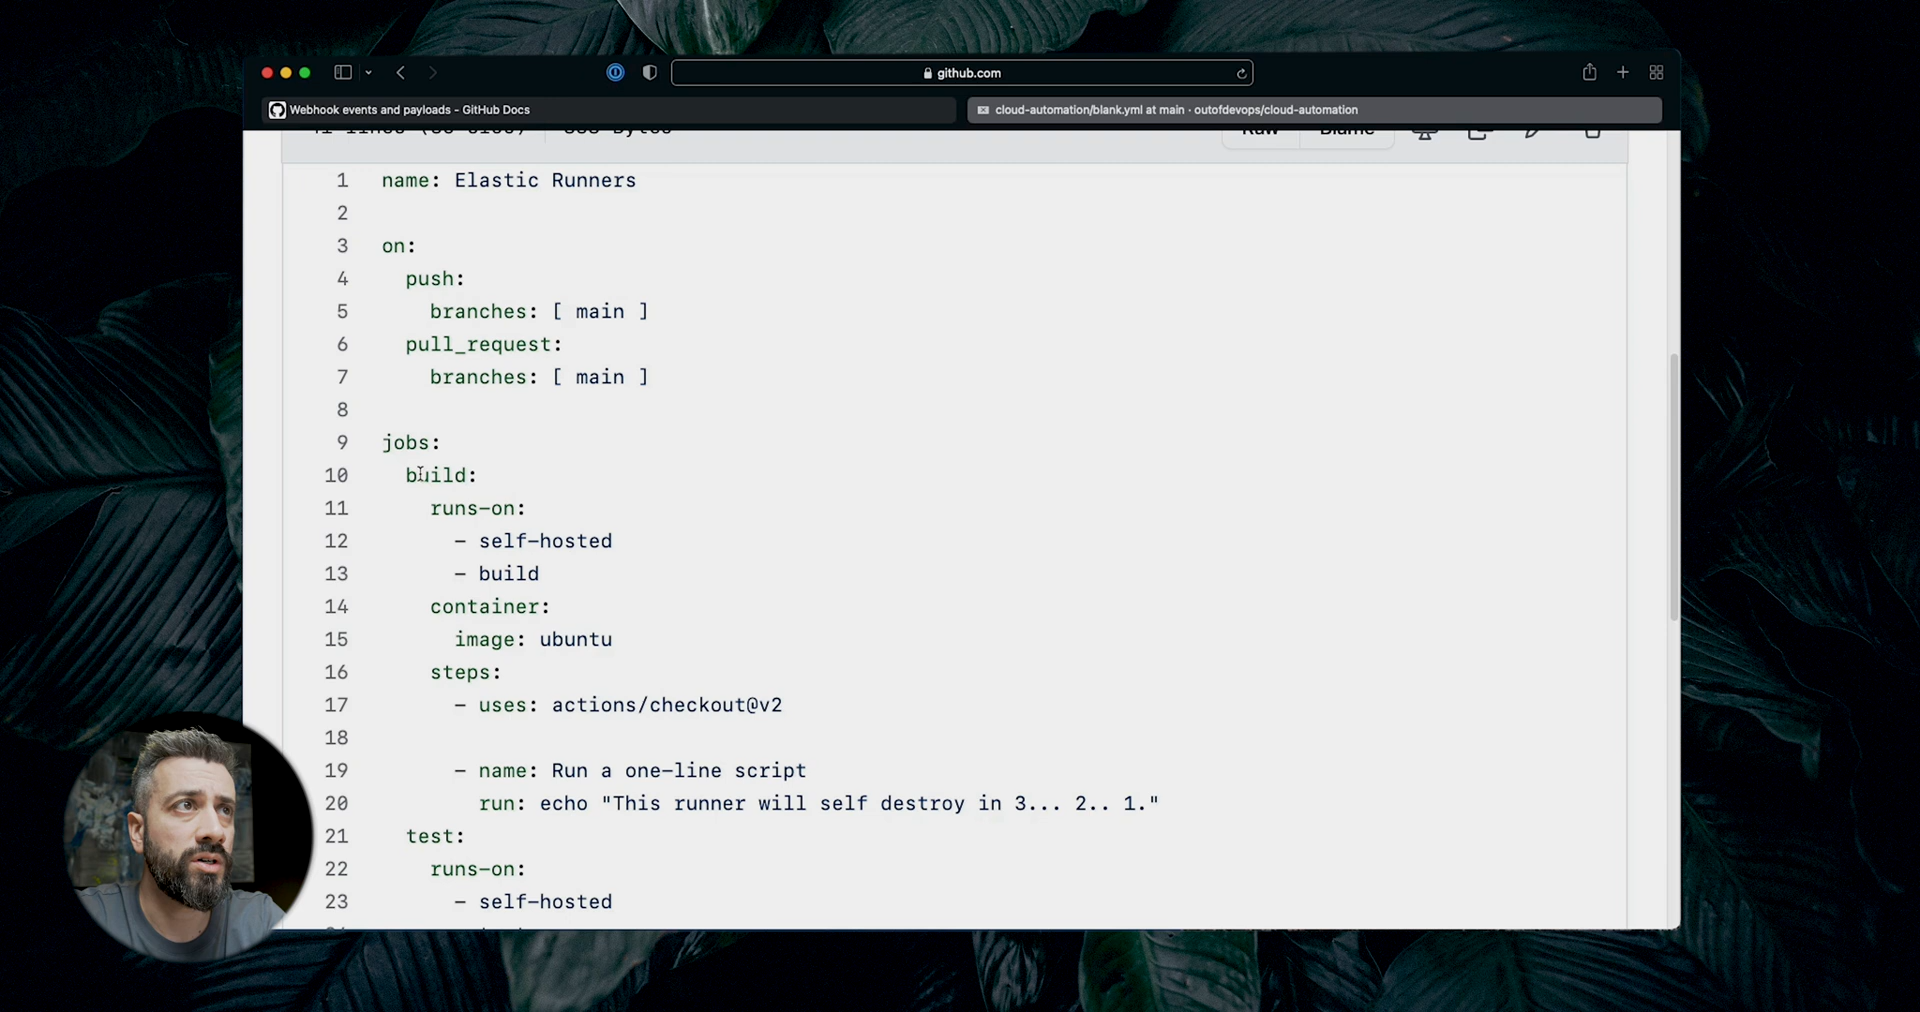 github.com
Webhook events and payloads - GitHub Docs
cloud-automation/blank.yml at main · outofdevops/cloud-automation
Raw Blame
1 name: Elastic Runners
2
3 on:
4 push:
5 branches: [ main ]
6 pull_request:
7 branches: [ main ]
8
9 jobs:
10 build:
11 runs-on:
12 - self-hosted
13 - build
14 container:
15 image: ubuntu
16 steps:
17 - uses: actions/checkout@v2
18
19 - name: Run a one-line script
20 run: echo "This runner will self destroy in 3... 2.. 1."
21 test:
22 runs-on:
23 - self-hosted